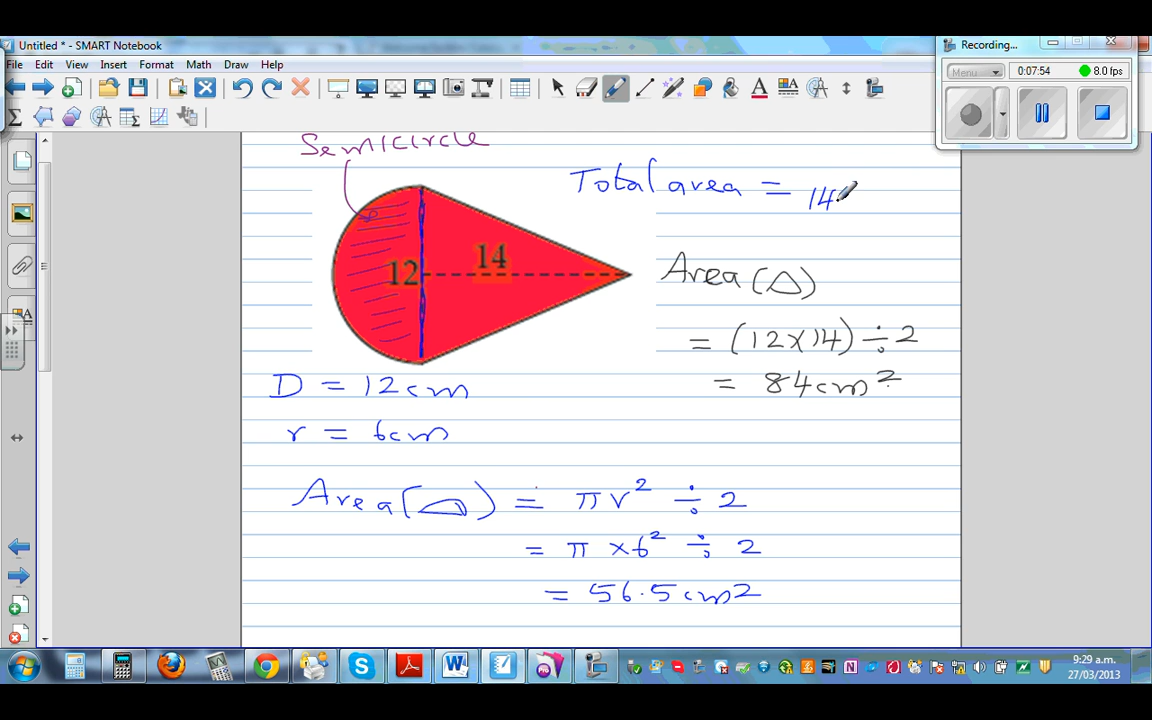 Untitled * - SMART Notebook
File Edit View Insert Format Math Draw Help
Recording...
Menu 0:07:54 8.0 fps
Semicircle
Total area = 14
12
14
Area (△)
= (12 x 14) ÷ 2
= 84cm²
D = 12cm
r = 6cm
Area (⌓) = πr² ÷ 2
= π x 6² ÷ 2
= 56.5cm2
9:29 a.m.
27/03/2013